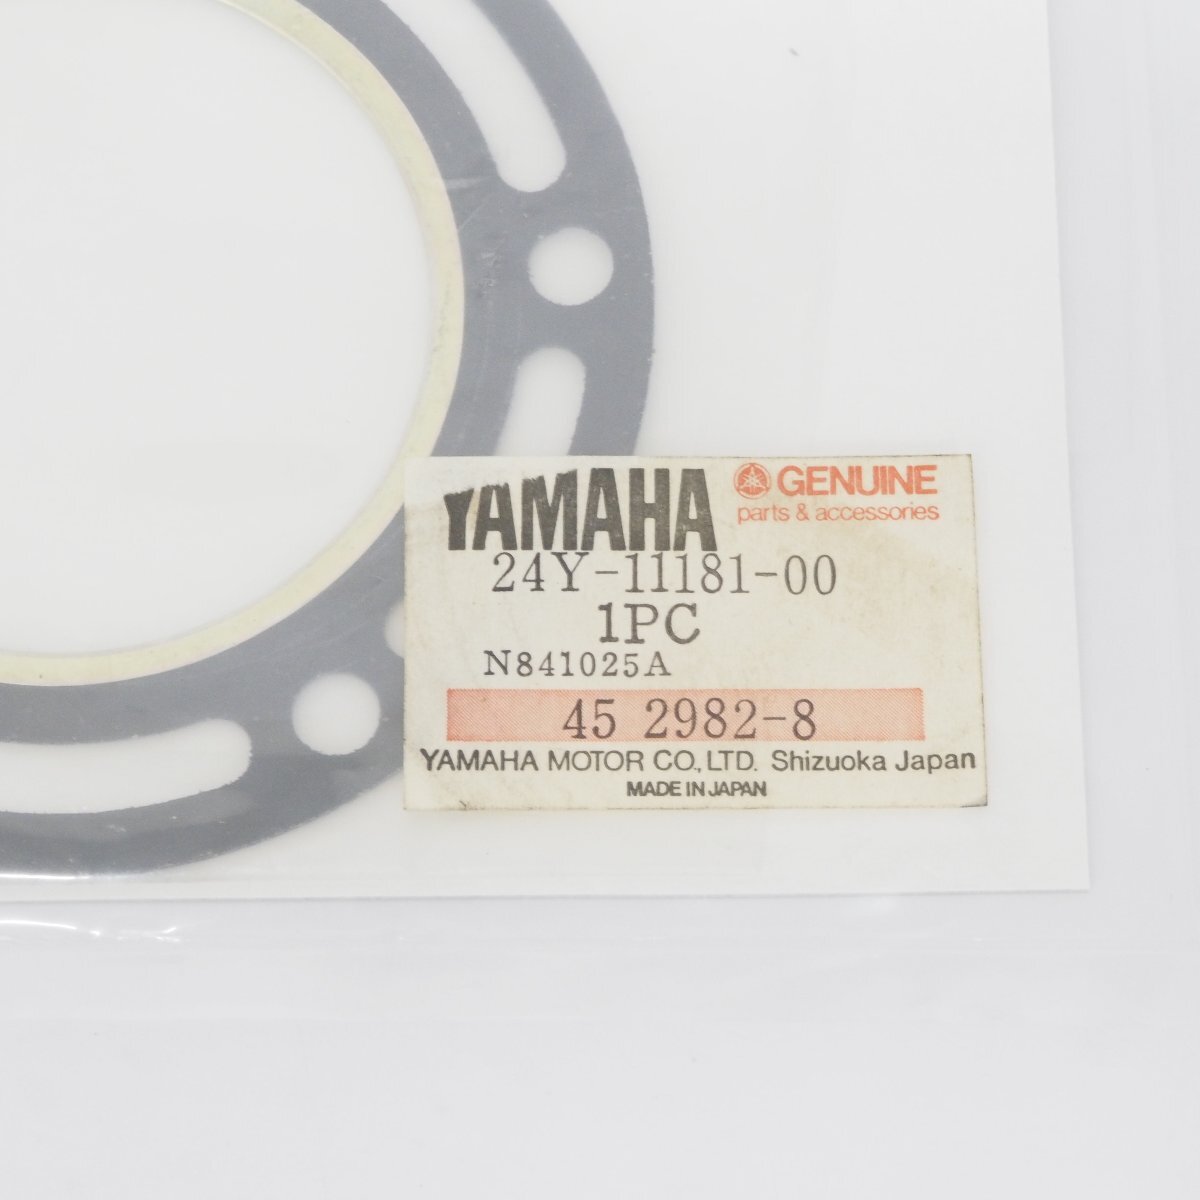 YAMAHA
GENUINE
parts & accessories
24Y-11181-00
1PC
N841025A
45 2982-8
YAMAHA MOTOR CO., LTD. Shizuoka Japan
MADE IN JAPAN